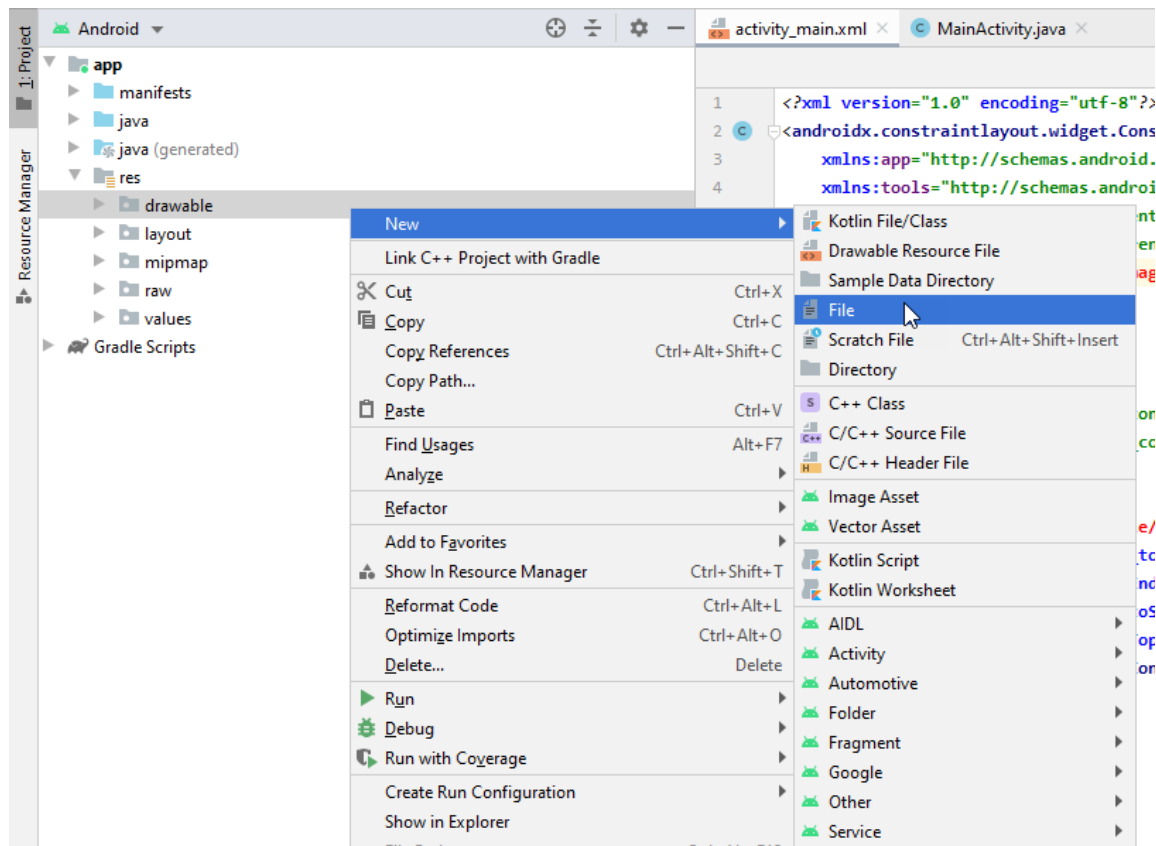 1: Project
Resource Manager
Android
app
manifests
java
java (generated)
res
drawable
layout
mipmap
raw
values
Gradle Scripts
activity_main.xml
MainActivity.java
1 <?xml version="1.0" encoding="utf-8"?>
2 <androidx.constraintlayout.widget.Cons
3 xmlns:app="http://schemas.android.
4 xmlns:tools="http://schemas.androi
New
Link C++ Project with Gradle
Cut Ctrl+X
Copy Ctrl+C
Copy References Ctrl+Alt+Shift+C
Copy Path...
Paste Ctrl+V
Find Usages Alt+F7
Analyze
Refactor
Add to Favorites
Show In Resource Manager Ctrl+Shift+T
Reformat Code Ctrl+Alt+L
Optimize Imports Ctrl+Alt+O
Delete... Delete
Run
Debug
Run with Coverage
Create Run Configuration
Show in Explorer
Kotlin File/Class
Drawable Resource File
Sample Data Directory
File
Scratch File Ctrl+Alt+Shift+Insert
Directory
S C++ Class
C++ C/C++ Source File
H C/C++ Header File
Image Asset
Vector Asset
Kotlin Script
Kotlin Worksheet
AIDL
Activity
Automotive
Folder
Fragment
Google
Other
Service